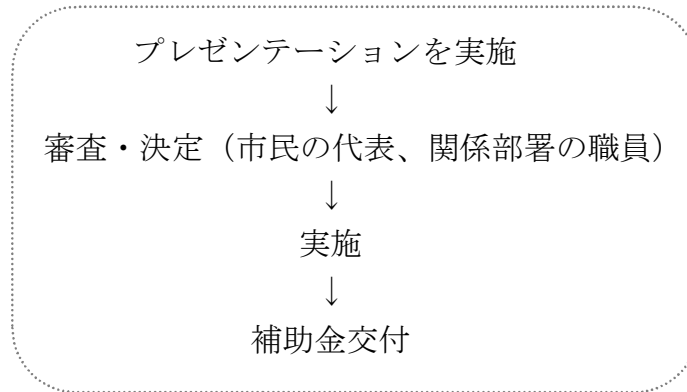 プレゼンテーションを実施
↓
審査・決定（市民の代表、関係部署の職員）
↓
実施
↓
補助金交付